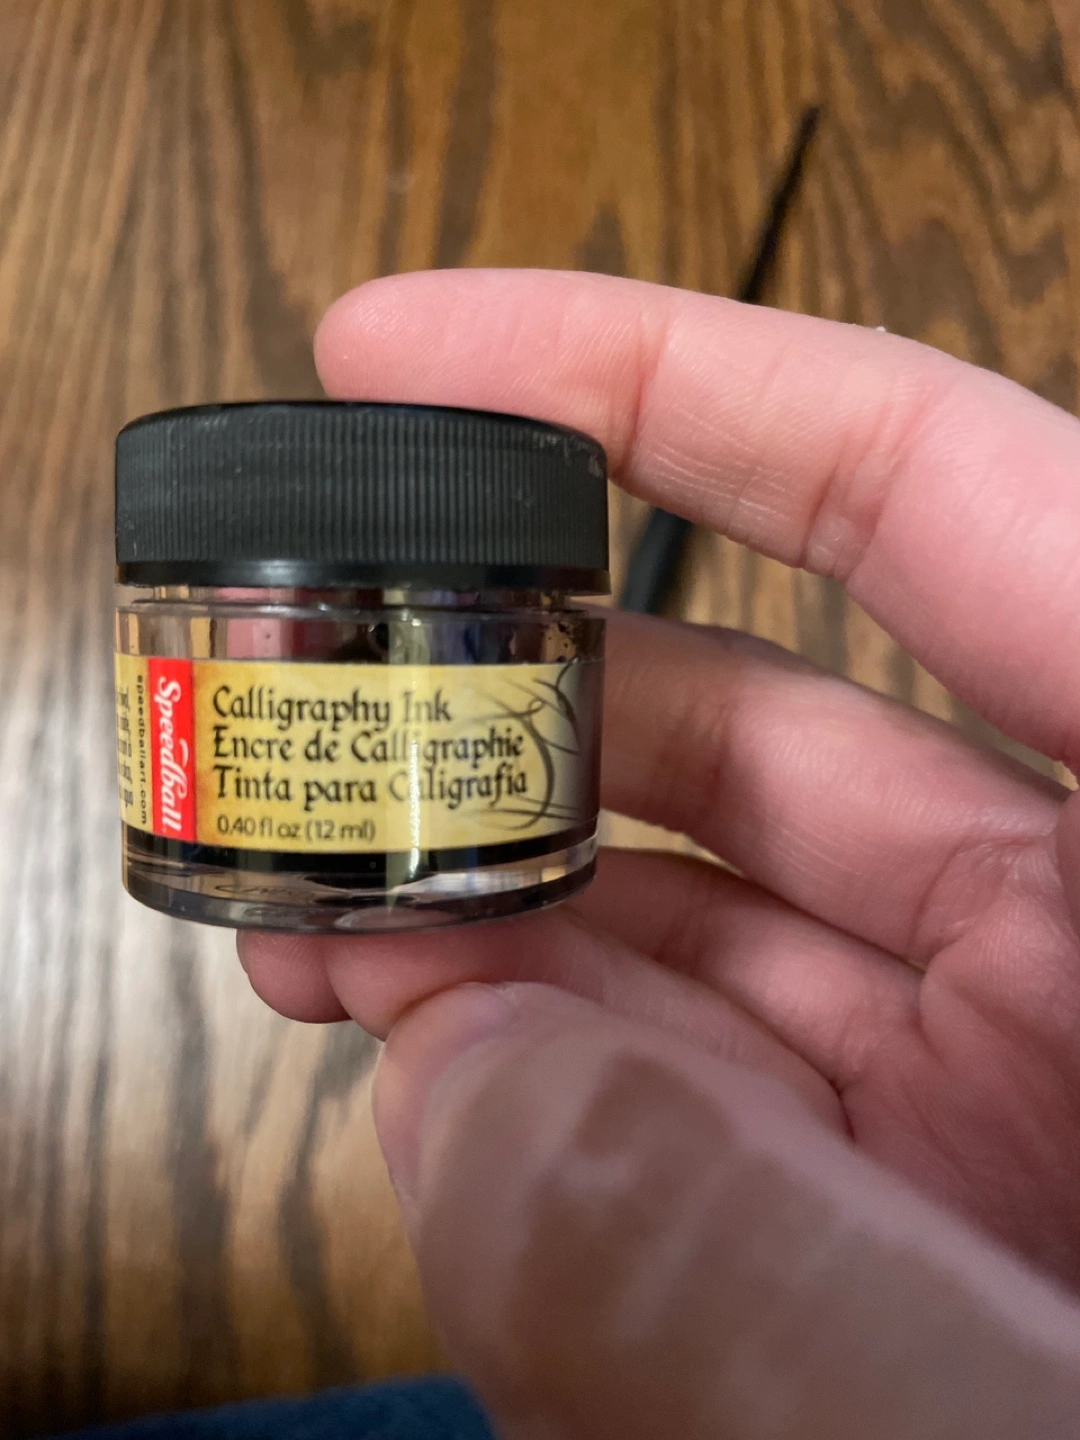 Speedball
speedballart.com
Calligraphy Ink
Encre de Calligraphie
Tinta para Caligrafía
0.40 fl oz (12 ml)